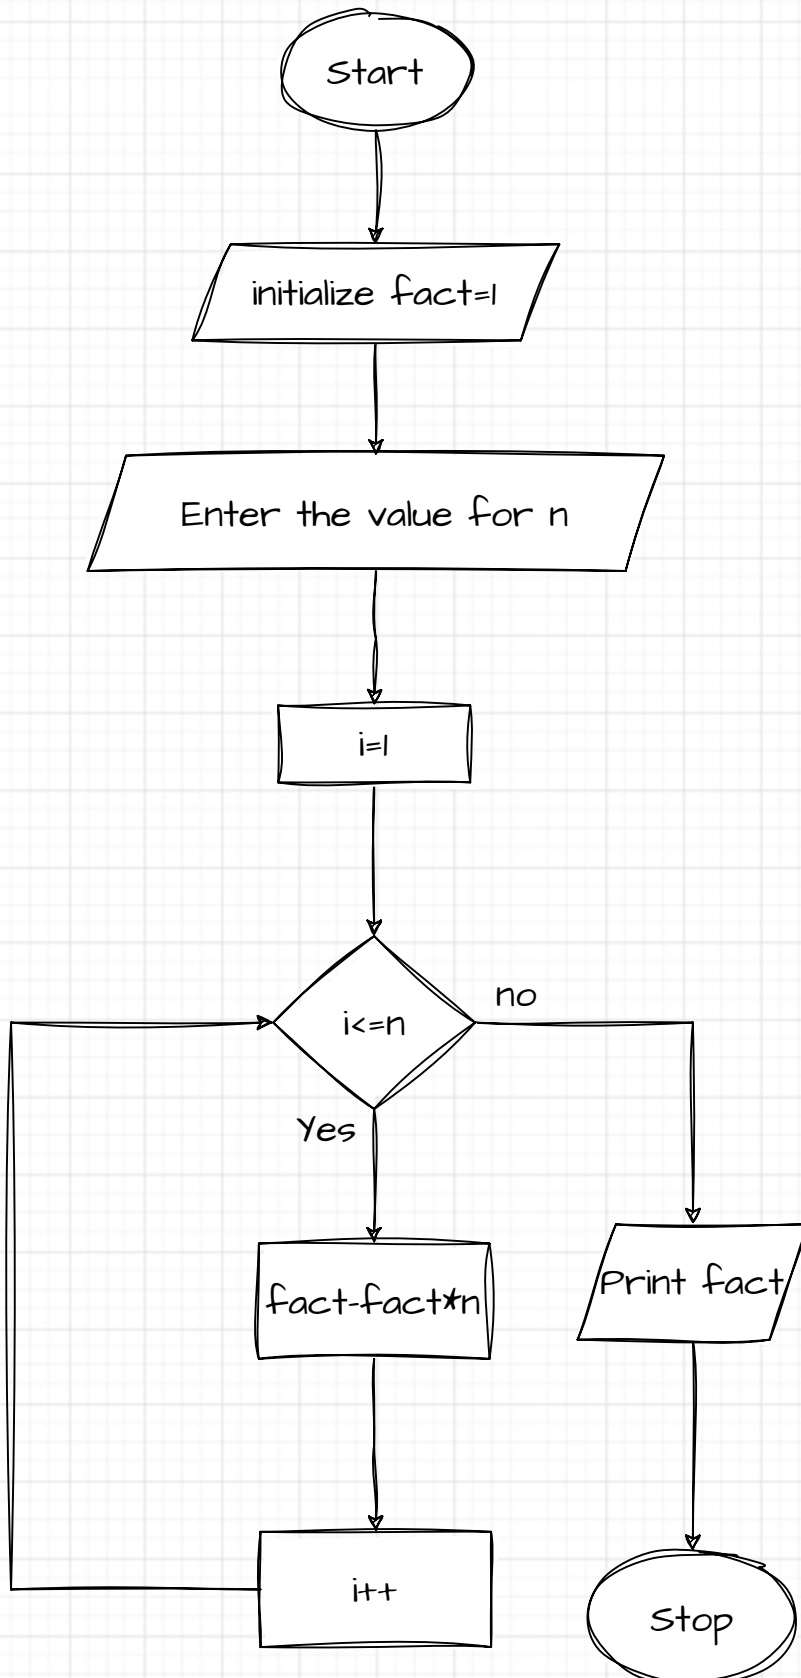 Start
initialize fact=1
Enter the value for n
i=1
i<=n
no
Yes
fact-fact*n
Print fact
i++
Stop